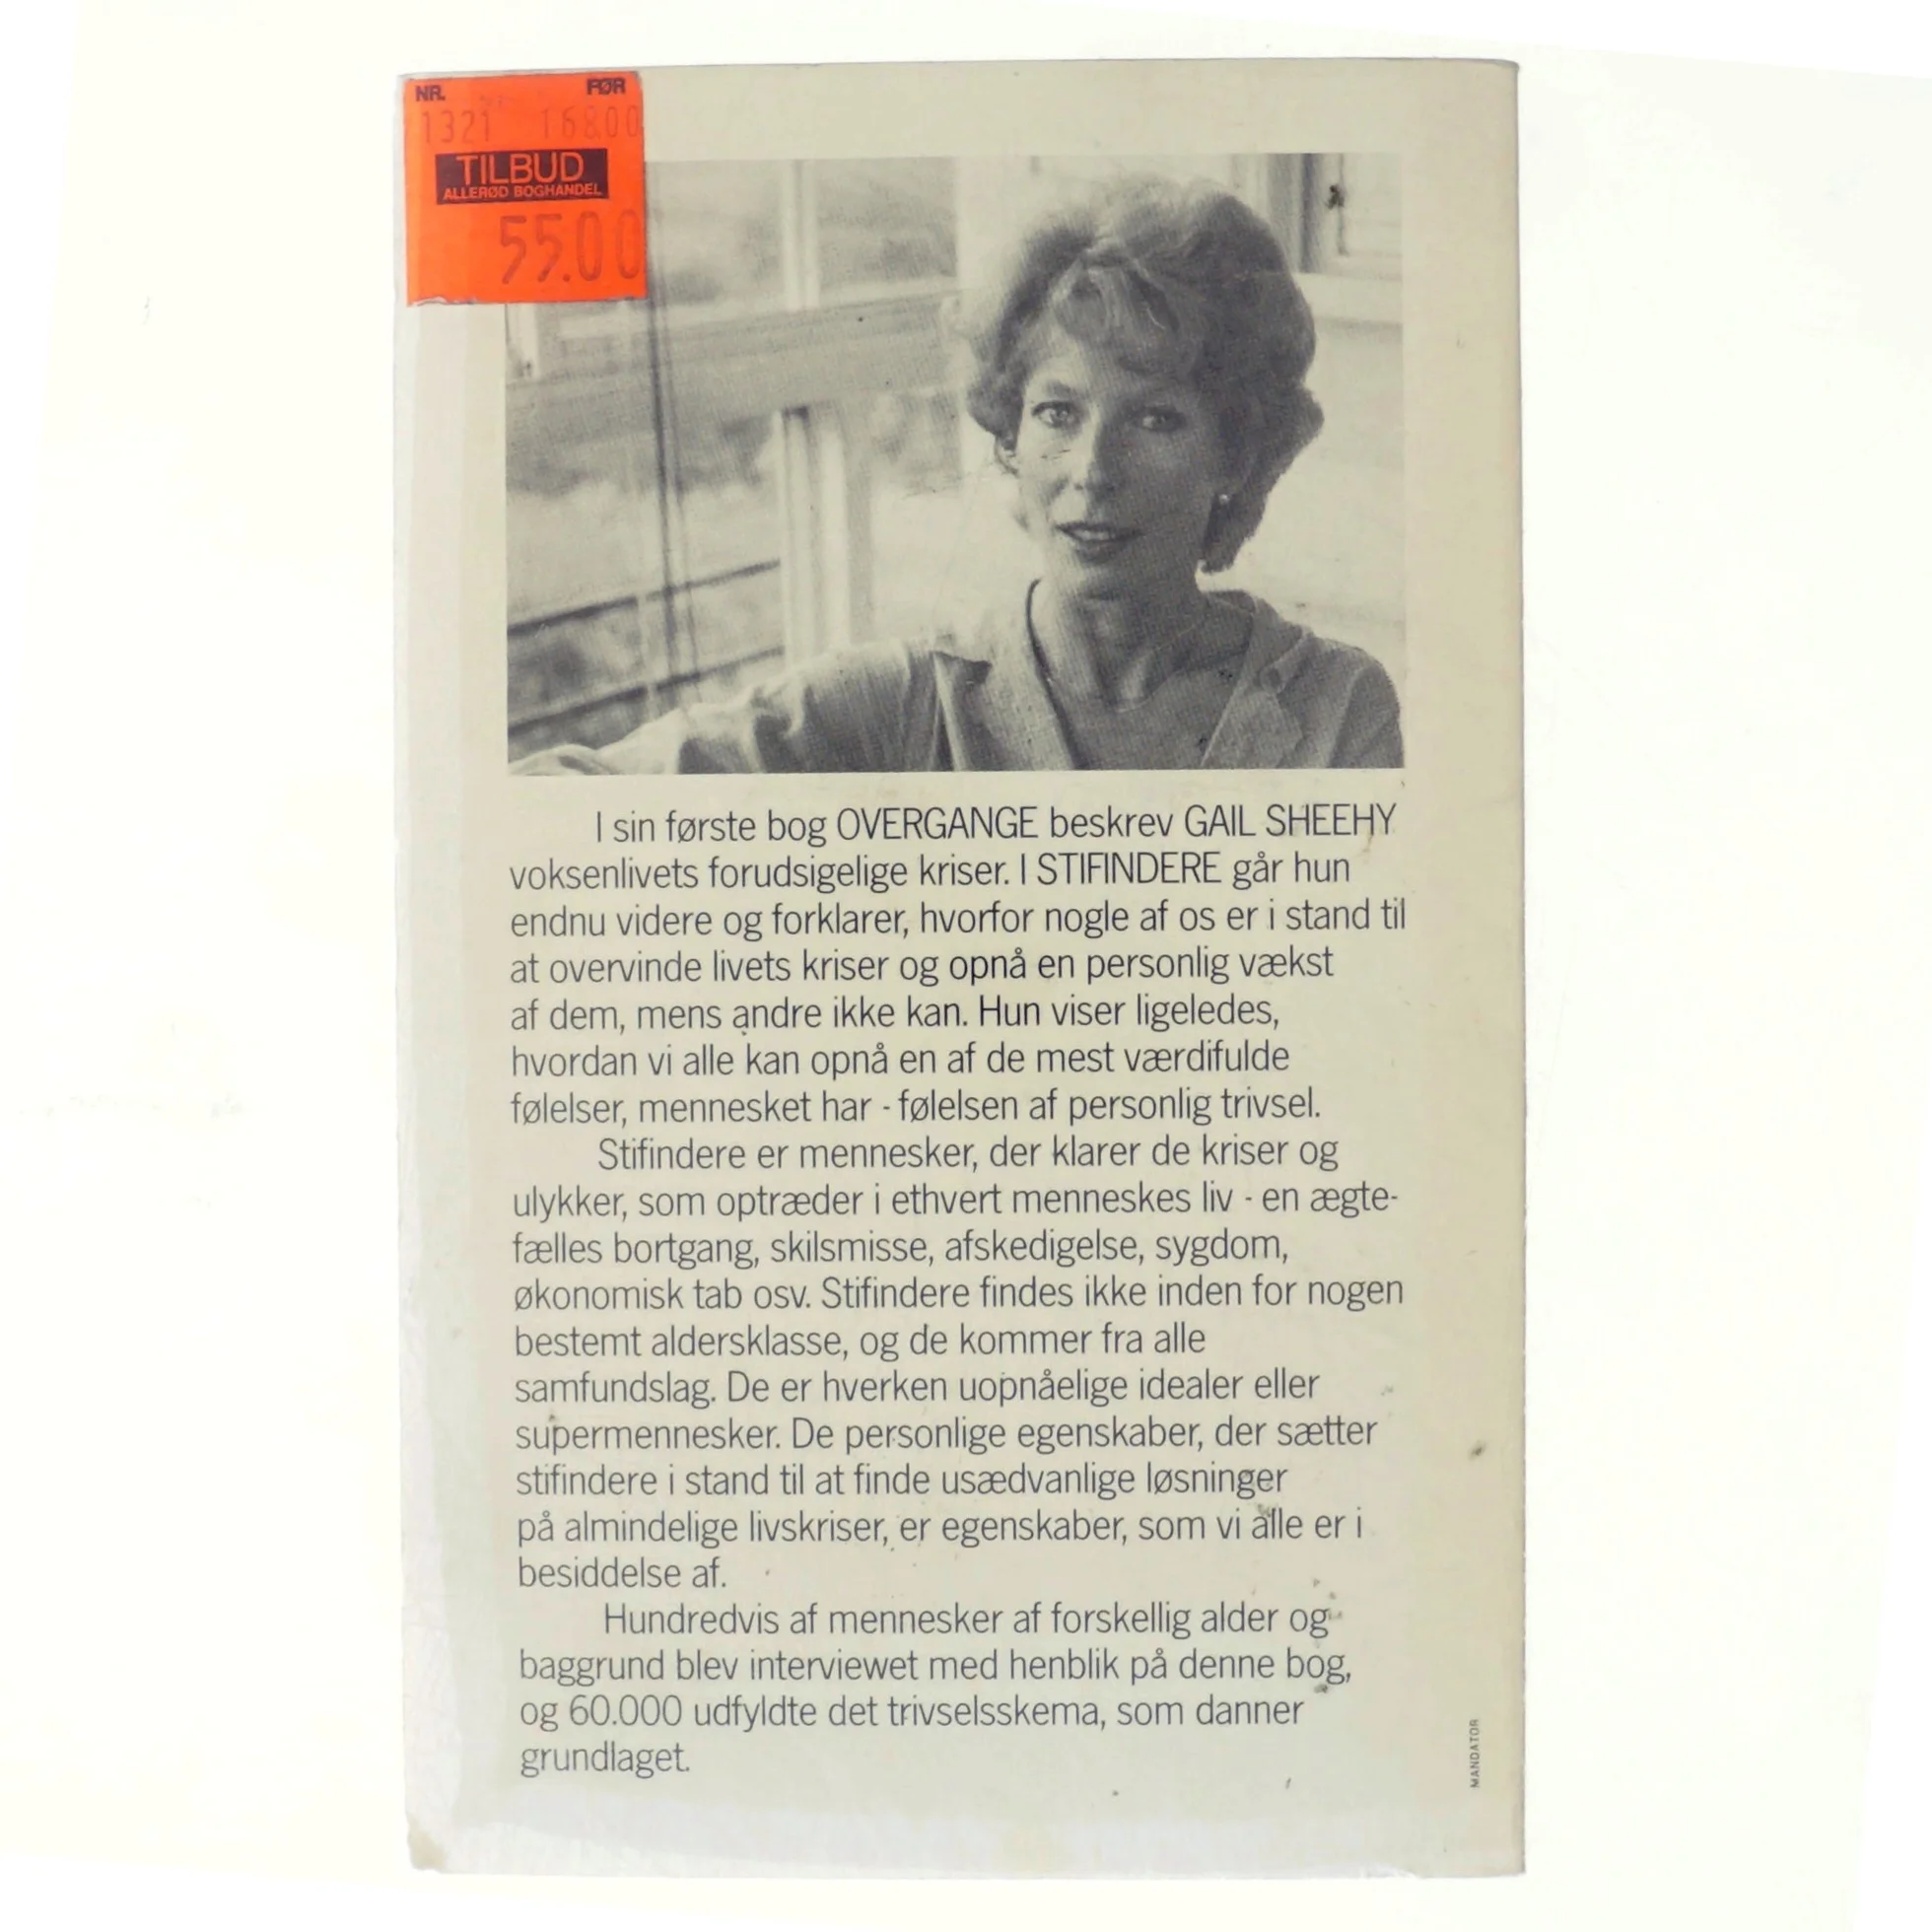 NR. FØR
1321 168.00
TILBUD
ALLERØD BOGHANDEL
55.00
I sin første bog OVERGANGE beskrev GAIL SHEEHY
voksenlivets forudsigelige kriser. I STIFINDERE går hun
endnu videre og forklarer, hvorfor nogle af os er i stand til
at overvinde livets kriser og opnå en personlig vækst
af dem, mens andre ikke kan. Hun viser ligeledes,
hvordan vi alle kan opnå en af de mest værdifulde
følelser, mennesket har - følelsen af personlig trivsel.
Stifindere er mennesker, der klarer de kriser og
ulykker, som optræder i ethvert menneskes liv - en ægte-
fælles bortgang, skilsmisse, afskedigelse, sygdom,
økonomisk tab osv. Stifindere findes ikke inden for nogen
bestemt aldersklasse, og de kommer fra alle
samfundslag. De er hverken uopnåelige idealer eller
supermennesker. De personlige egenskaber, der sætter
stifindere i stand til at finde usædvanlige løsninger
på almindelige livskriser, er egenskaber, som vi alle er i
besiddelse af.
Hundredvis af mennesker af forskellig alder og
baggrund blev interviewet med henblik på denne bog,
og 60.000 udfyldte det trivselsskema, som danner
grundlaget.
MANDATOR